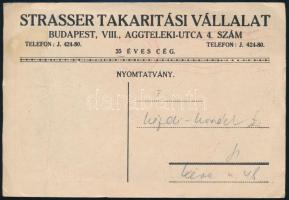 STRASSER TAKARITÁSI VÁLLALAT
BUDAPEST, VIII., AGGTELEKI-UTCA 4. SZÁM
TELEFON: J. 424-80. TELEFON: J. 424-80.
35 ÉVES CÉG.
NYOMTATVÁNY.
darabanth